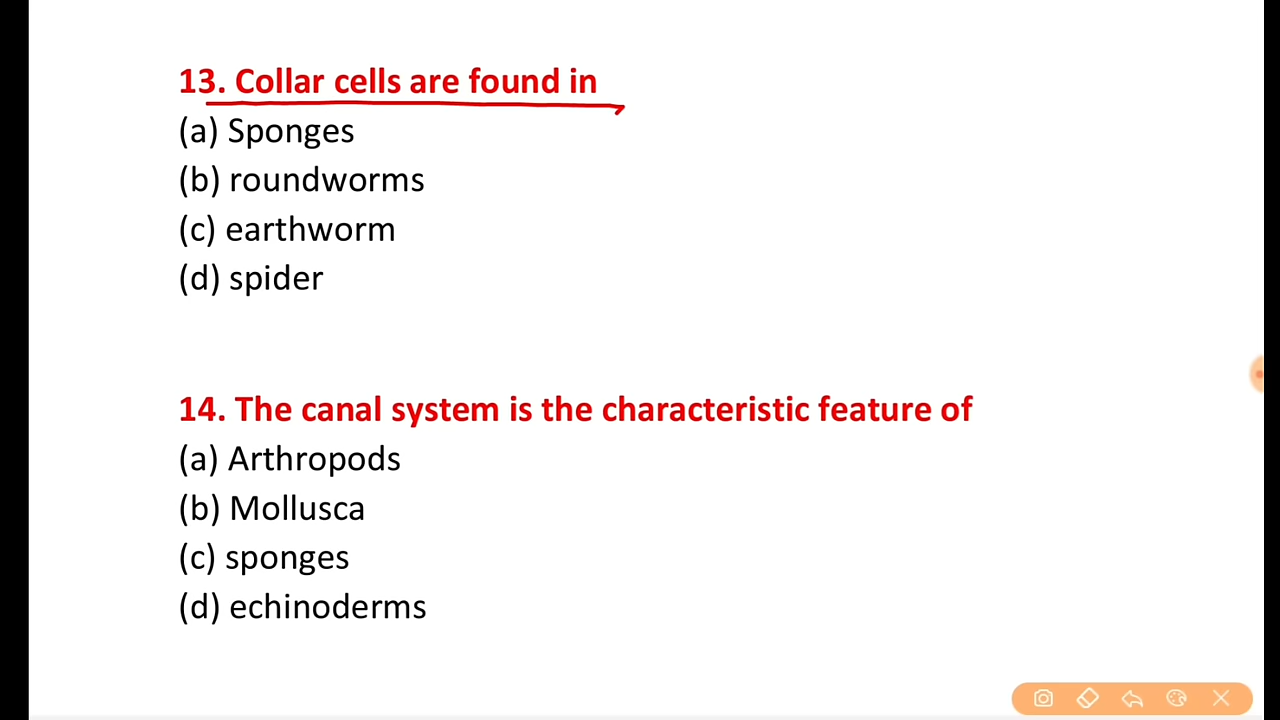 13. Collar cells are found in
(a) Sponges
(b) roundworms
(c) earthworm
(d) spider
14. The canal system is the characteristic feature of
(a) Arthropods
(b) Mollusca
(c) sponges
(d) echinoderms